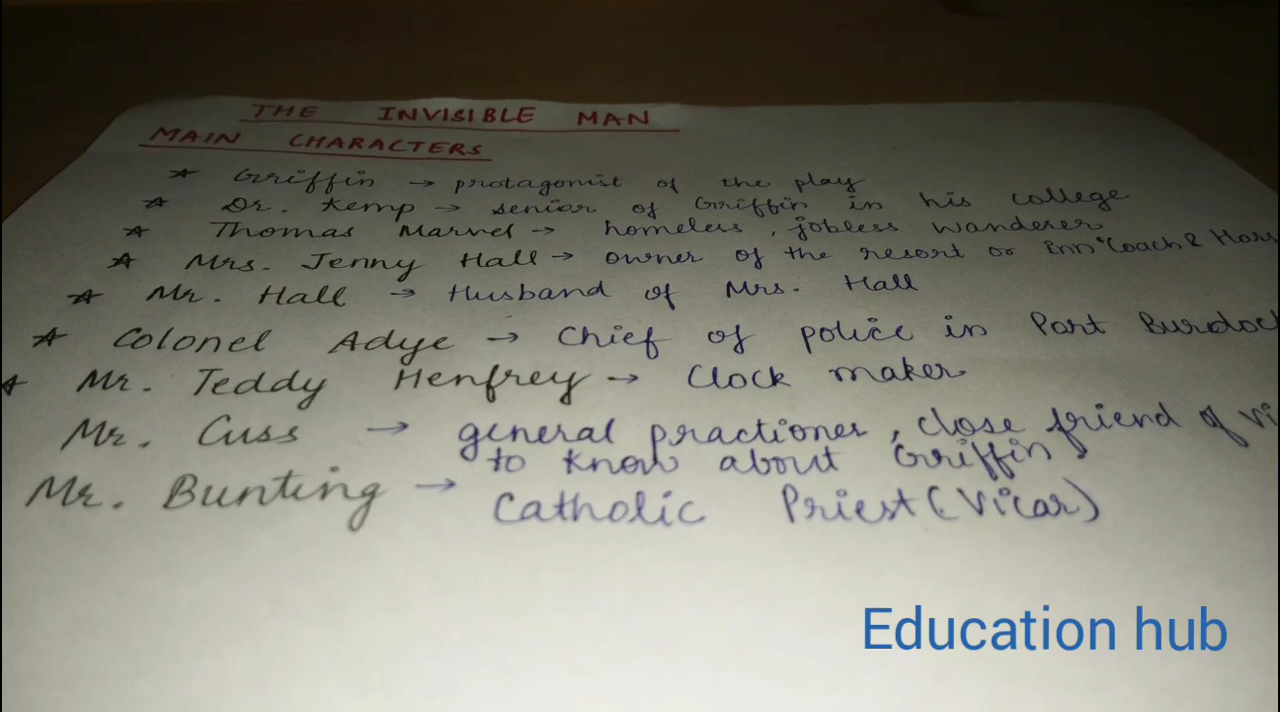 THE INVISIBLE MAN
MAIN CHARACTERS
☆ Griffin → protagonist of the play
☆ Dr. Kemp → senior of Griffin in his college
☆ Thomas Marvel → homeless, jobless wanderer
☆ Mrs. Jenny Hall → owner of the resort or Inn "Coach &
☆ Mr. Hall → Husband of Mrs. Hall
☆ Colonel Adye → Chief of police in Port
☆ Mr. Teddy Henfrey → Clock maker
Mr. Cuss → general practioner, close friend of
to know about Griffin
Mr. Bunting → Catholic Priest (Vicar)
Education hub